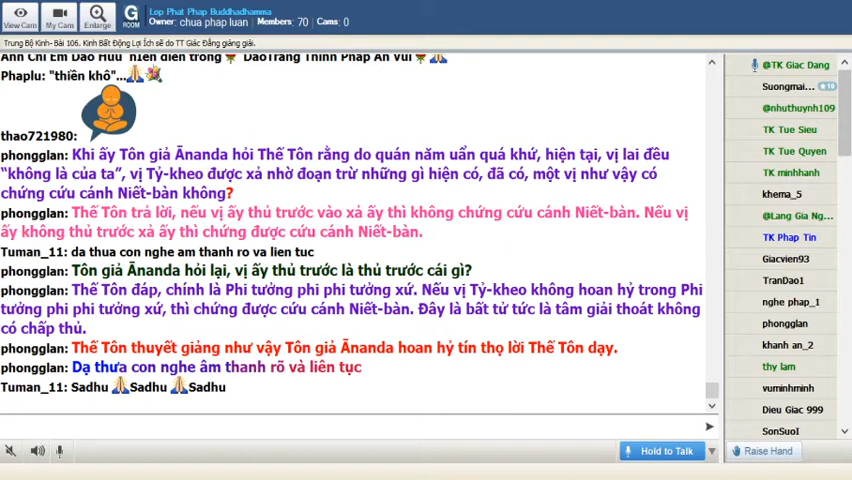 Lop Phat Phap Buddhadhamma
Owner: chua phap luan Members: 70 Cams: 0
View Cam
My Cam
Enlarge
G
ROOM
Trung Bộ Kinh- Bài 106. Kinh Bất Động Lợi Ích sẽ do TT Giác Đẳng giảng giải.
Phaplu: "thiền khô"...
thao721980:
phongglan: Khi ấy Tôn giả Ānanda hỏi Thế Tôn rằng do quán năm uẩn quá khứ, hiện tại, vị lai đều
“không là của ta”, vị Tỷ-kheo được xả nhờ đoạn trừ những gì hiện có, đã có, một vị như vậy có
chứng cứu cánh Niết-bàn không?
phongglan: Thế Tôn trả lời, nếu vị ấy thủ trước vào xả ấy thì không chứng cứu cánh Niết-bàn. Nếu vị
ấy không thủ trước xả ấy thì chứng được cứu cánh Niết-bàn.
Tuman_11: da thua con nghe am thanh ro va lien tuc
phongglan: Tôn giả Ānanda hỏi lại, vị ấy thủ trước là thủ trước cái gì?
phongglan: Thế Tôn đáp, chính là Phi tưởng phi phi tưởng xứ. Nếu vị Tỷ-kheo không hoan hỷ trong Phi
tưởng phi phi tưởng xứ, thì chứng được cứu cánh Niết-bàn. Đây là bất tử tức là tâm giải thoát không
có chấp thủ.
phongglan: Thế Tôn thuyết giảng như vậy Tôn giả Ānanda hoan hỷ tín thọ lời Thế Tôn dạy.
phongglan: Dạ thưa con nghe âm thanh rõ và liên tục
Tuman_11: Sadhu Sadhu Sadhu
Hold to Talk
@TK Giac Dang
Suongmai...
10
@nhuthuynh109
TK Tue Sieu
TK Tue Quyen
TK minhhanh
khema_5
@Lang Gia Ng...
TK Phap Tin
Giacvien93
TranDao1
nghe phap_1
phongglan
khanh an_2
thy lam
vuminhminh
Dieu Giac 999
SonSuoI
Raise Hand